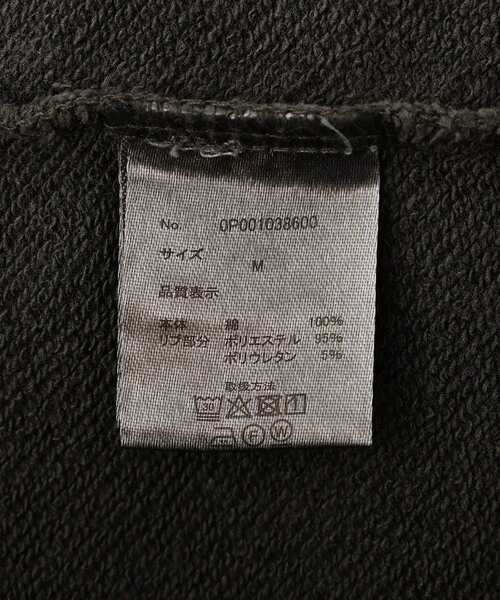 No. 0P001038600
サイズ
M
品質表示
本体 綿 100%
リブ部分 ポリエステル 95%
ポリウレタン 5%
取扱方法
30
F W